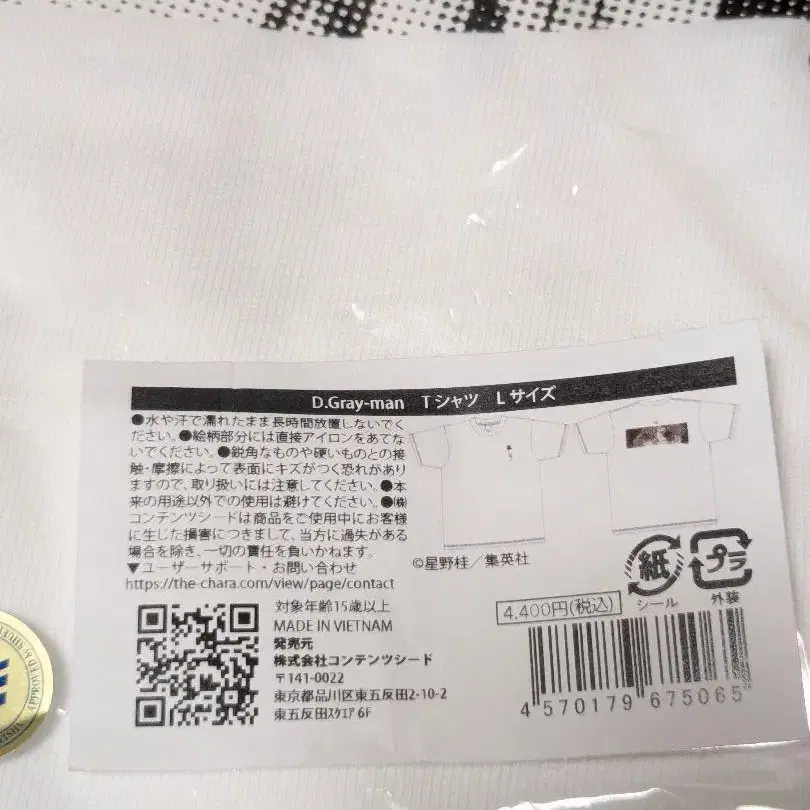 D.Gray-man Tシャツ Lサイズ
●水や汗で濡れたまま長時間放置しないでく
ださい。●絵柄部分には直接アイロンをあてな
いでください。●鋭角なものや硬いものとの接
触・摩擦によって表面にキズがつく恐れがあり
ますので、取り扱いには注意してください。●本
来の用途以外での使用は避けてください。●㈱
コンテンツシードは商品をご使用中にお客様
に生じた損害につきまして、当方に過失がある
場合を除き、一切の責任を負いかねます。
▼ユーザーサポート・お問い合わせ
https://the-chara.com/view/page/contact
©星野桂／集英社
対象年齢15歳以上
MADE IN VIETNAM
発売元
株式会社コンテンツシード
〒141-0022
東京都品川区東五反田2-10-2
東五反田スクエア 6F
4,400円(税込)
紙
シール
プラ
外装
4 570179 675065